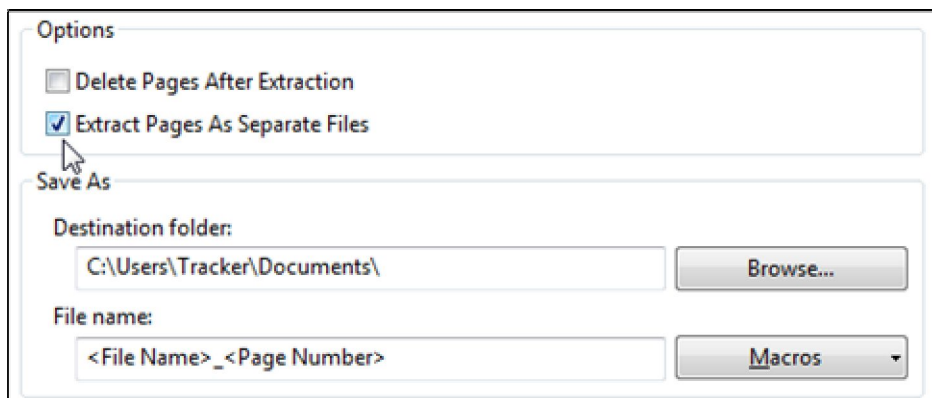 Options
Delete Pages After Extraction
Extract Pages As Separate Files
Save As
Destination folder:
C:\Users\Tracker\Documents\ Browse...
File name:
<File Name>_<Page Number> Macros